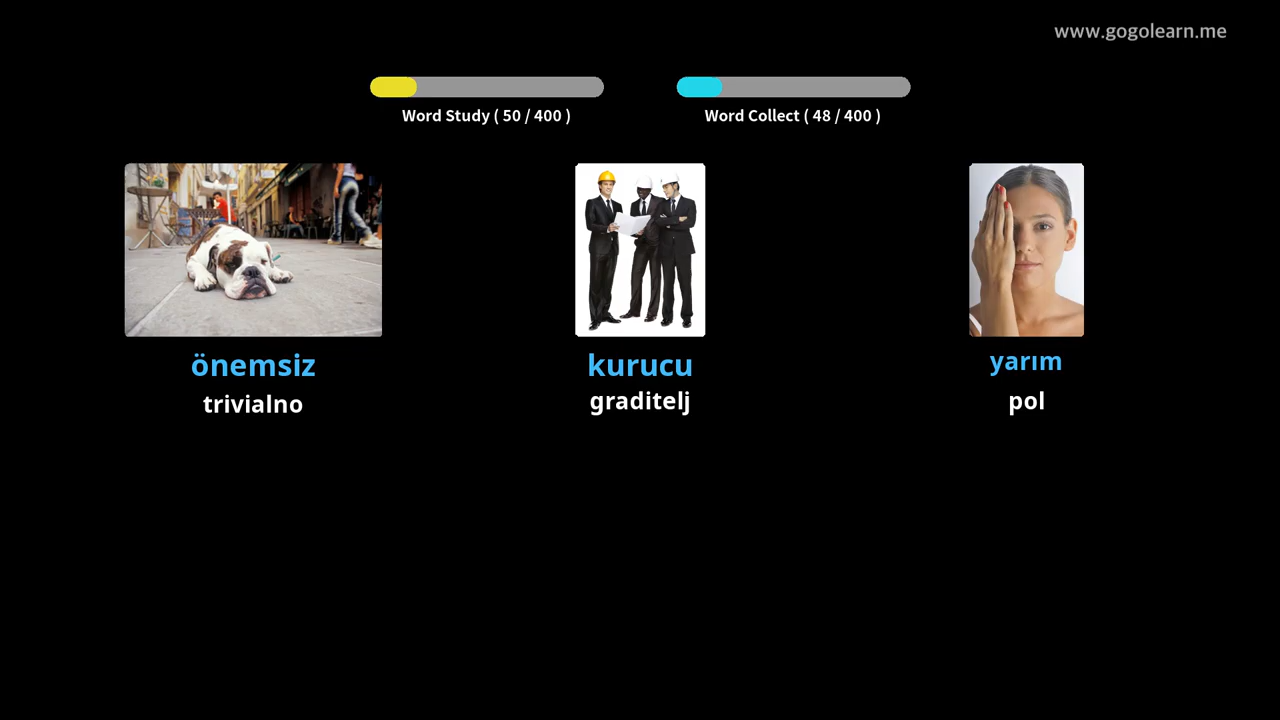 www.gogolearn.me
Word Study ( 50 / 400 )
Word Collect ( 48 / 400 )
önemsiz
trivialno
kurucu
graditelj
yarım
pol